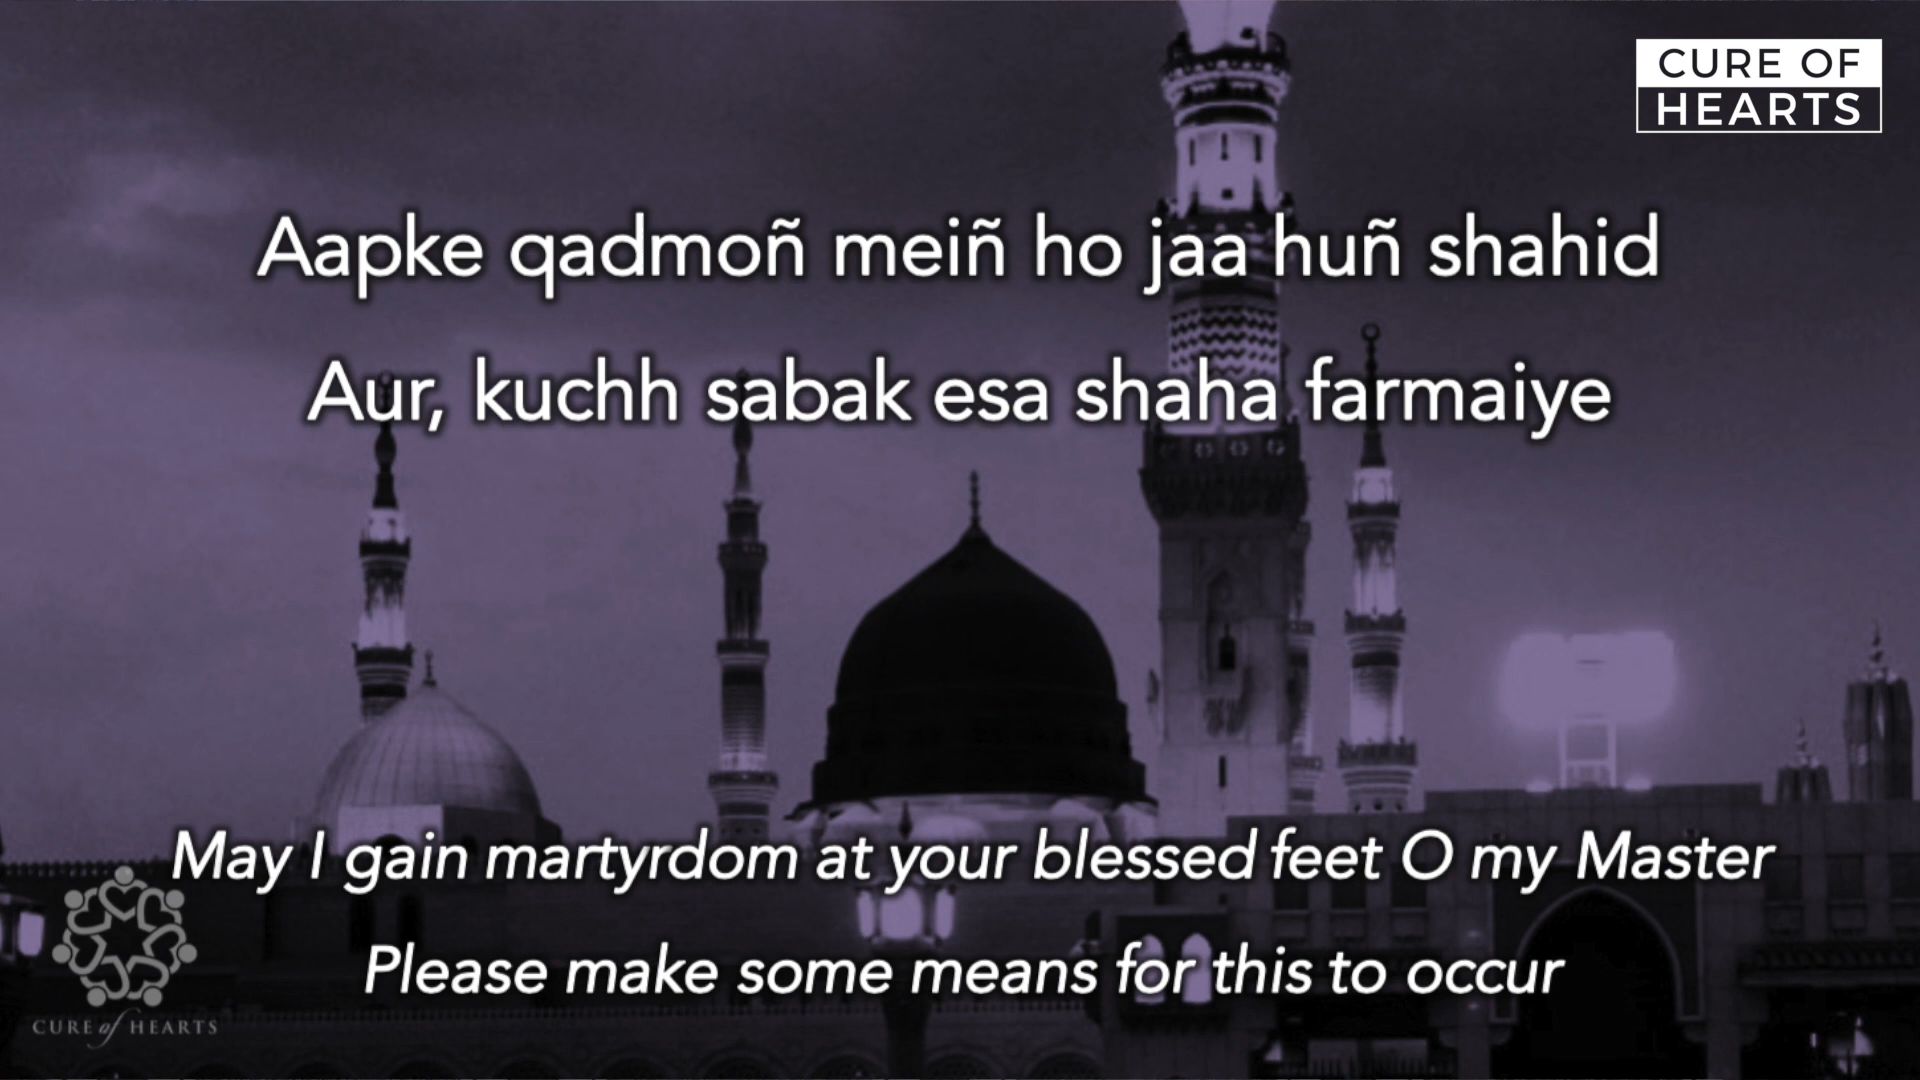 CURE OF
HEARTS
Aapke qadmoñ meiñ ho jaa huñ shahid
Aur, kuchh sabak esa shaha farmaiye
May I gain martyrdom at your blessed feet O my Master
Please make some means for this to occur
CURE of HEARTS